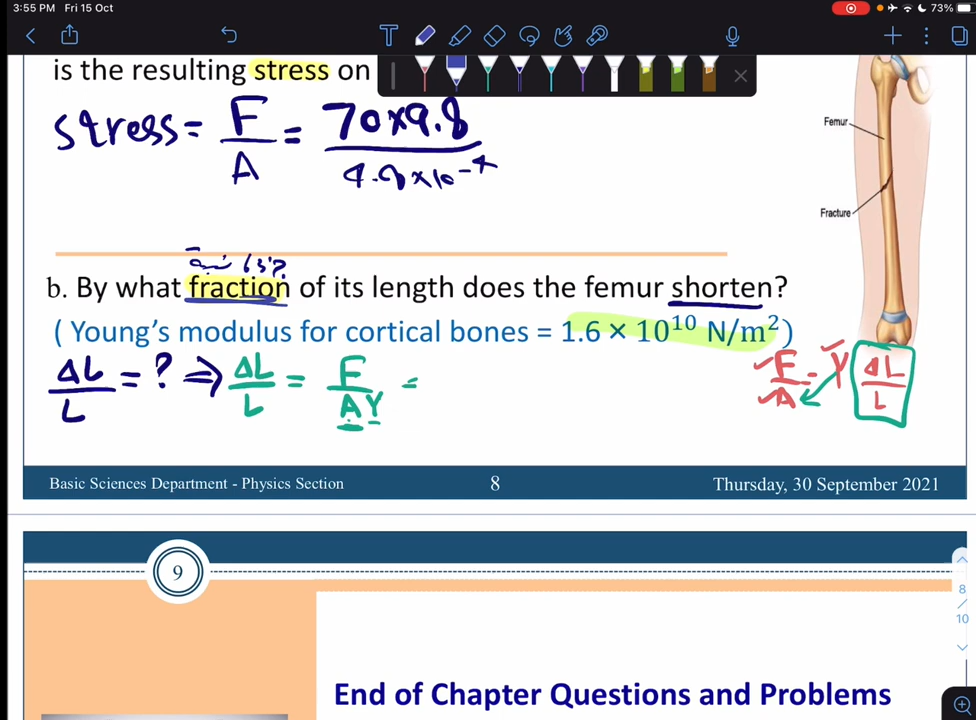 3:55 PM Fri 15 Oct
73%
is the resulting stress on
stress = F/A = 70×9.8 / 4.8×10⁻⁴
Femur
Fracture
b. By what fraction of its length does the femur shorten?
( Young’s modulus for cortical bones = 1.6 × 10¹⁰ N/m²)
ΔL/L = ? ⇒ ΔL/L = F/AY =
F/A = Y ΔL/L
Basic Sciences Department - Physics Section 8 Thursday, 30 September 2021
9
8
/
10
End of Chapter Questions and Problems